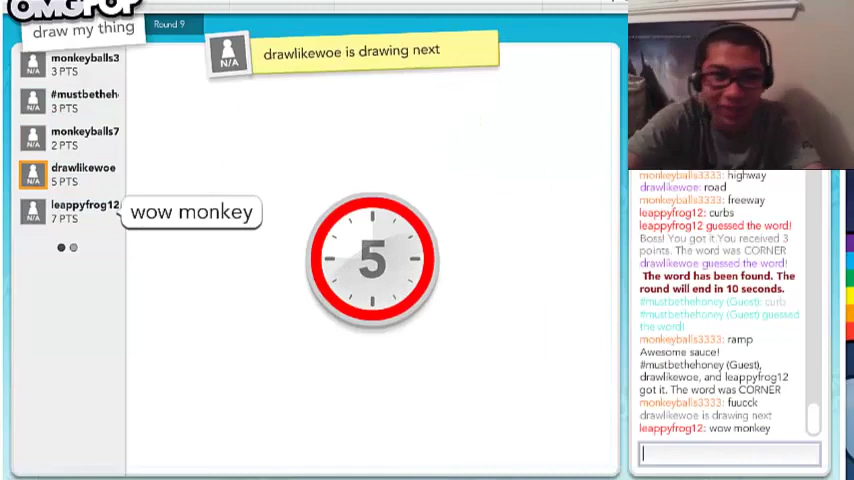 OMGPOP
draw my thing
Round 9
drawlikewoe is drawing next
N/A
monkeyballs3
3 PTS
N/A
#mustbetheh
3 PTS
N/A
monkeyballs7
2 PTS
N/A
drawlikewoe
5 PTS
N/A
leappyfrog12
7 PTS
N/A
wow monkey
5
monkeyballs3333: highway
drawlikewoe: road
monkeyballs3333: freeway
leappyfrog12: curbs
leappyfrog12 guessed the word!
Boss! You got it.You received 3
points. The word was CORNER
drawlikewoe guessed the word!
The word has been found. The
round will end in 10 seconds.
#mustbethehoney (Guest): curb
#mustbethehoney (Guest) guessed
the word!
monkeyballs3333: ramp
Awesome sauce!
#mustbethehoney (Guest),
drawlikewoe, and leappyfrog12
got it. The word was CORNER
monkeyballs3333: fuucck
drawlikewoe is drawing next
leappyfrog12: wow monkey